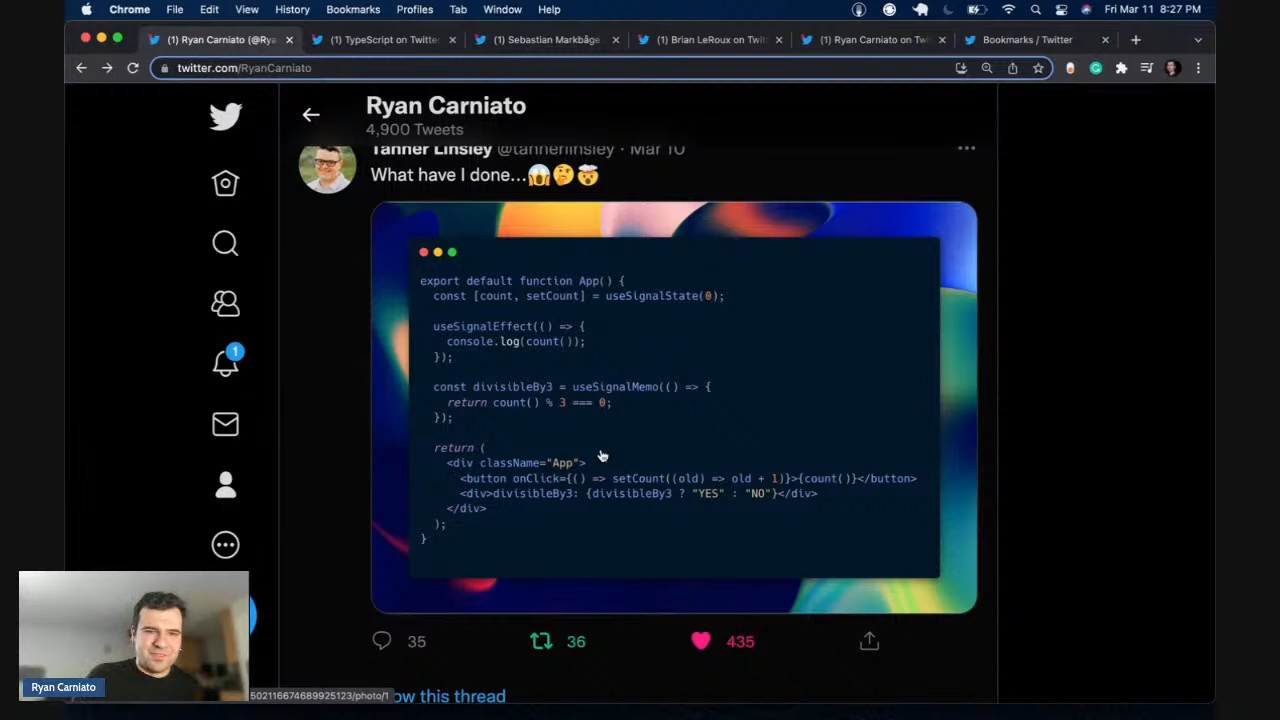 Chrome File Edit View History Bookmarks Profiles Tab Window Help Fri Mar 11 8:27 PM
(1) Ryan Carniato (@Rya (1) TypeScript on Twitte (1) Sebastian Markbåge (1) Brian LeRoux on Twit (1) Ryan Carniato on Tw Bookmarks / Twitter
twitter.com/RyanCarniato
Ryan Carniato
4,900 Tweets
Tanner Linsley @tannerlinsley · Mar 10
What have I done...😱🤔🤯
export default function App() {
const [count, setCount] = useSignalState(0);
useSignalEffect(() => {
console.log(count());
});
const divisibleBy3 = useSignalMemo(() => {
return count() % 3 === 0;
});
return (
<div className="App">
<button onClick={() => setCount((old) => old + 1)}>{count()}</button>
<div>divisibleBy3: {divisibleBy3 ? "YES" : "NO"}</div>
</div>
);
}
1
35 36 435
Ryan Carniato
502116674689925123/photo/1
ow this thread